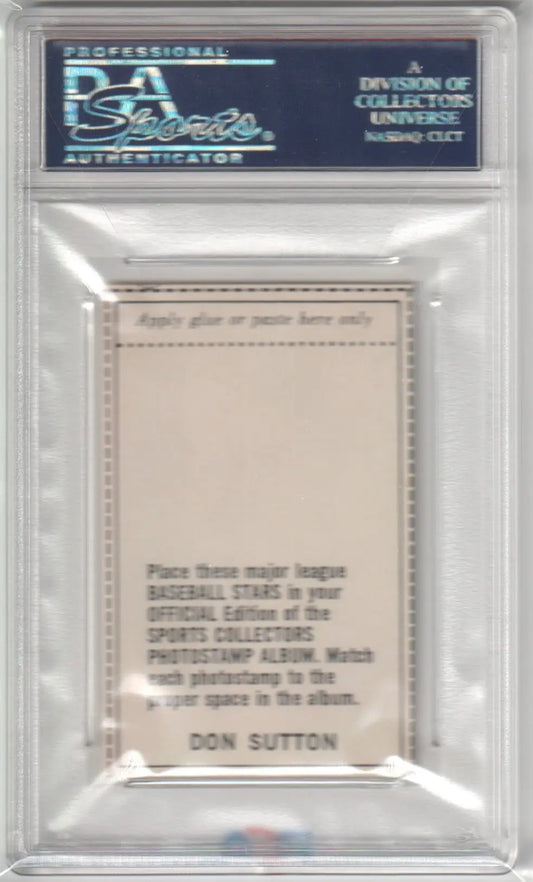 PROFESSIONAL
PSA
Sports
AUTHENTICATOR
A
DIVISION OF
COLLECTORS
UNIVERSE
NASDAQ: CLCT
Apply glue or paste here only
Place these major league
BASEBALL STARS in your
OFFICIAL Edition of the
SPORTS COLLECTORS
PHOTOSTAMP ALBUM. Match
each photostamp to the
proper space in the album.
DON SUTTON